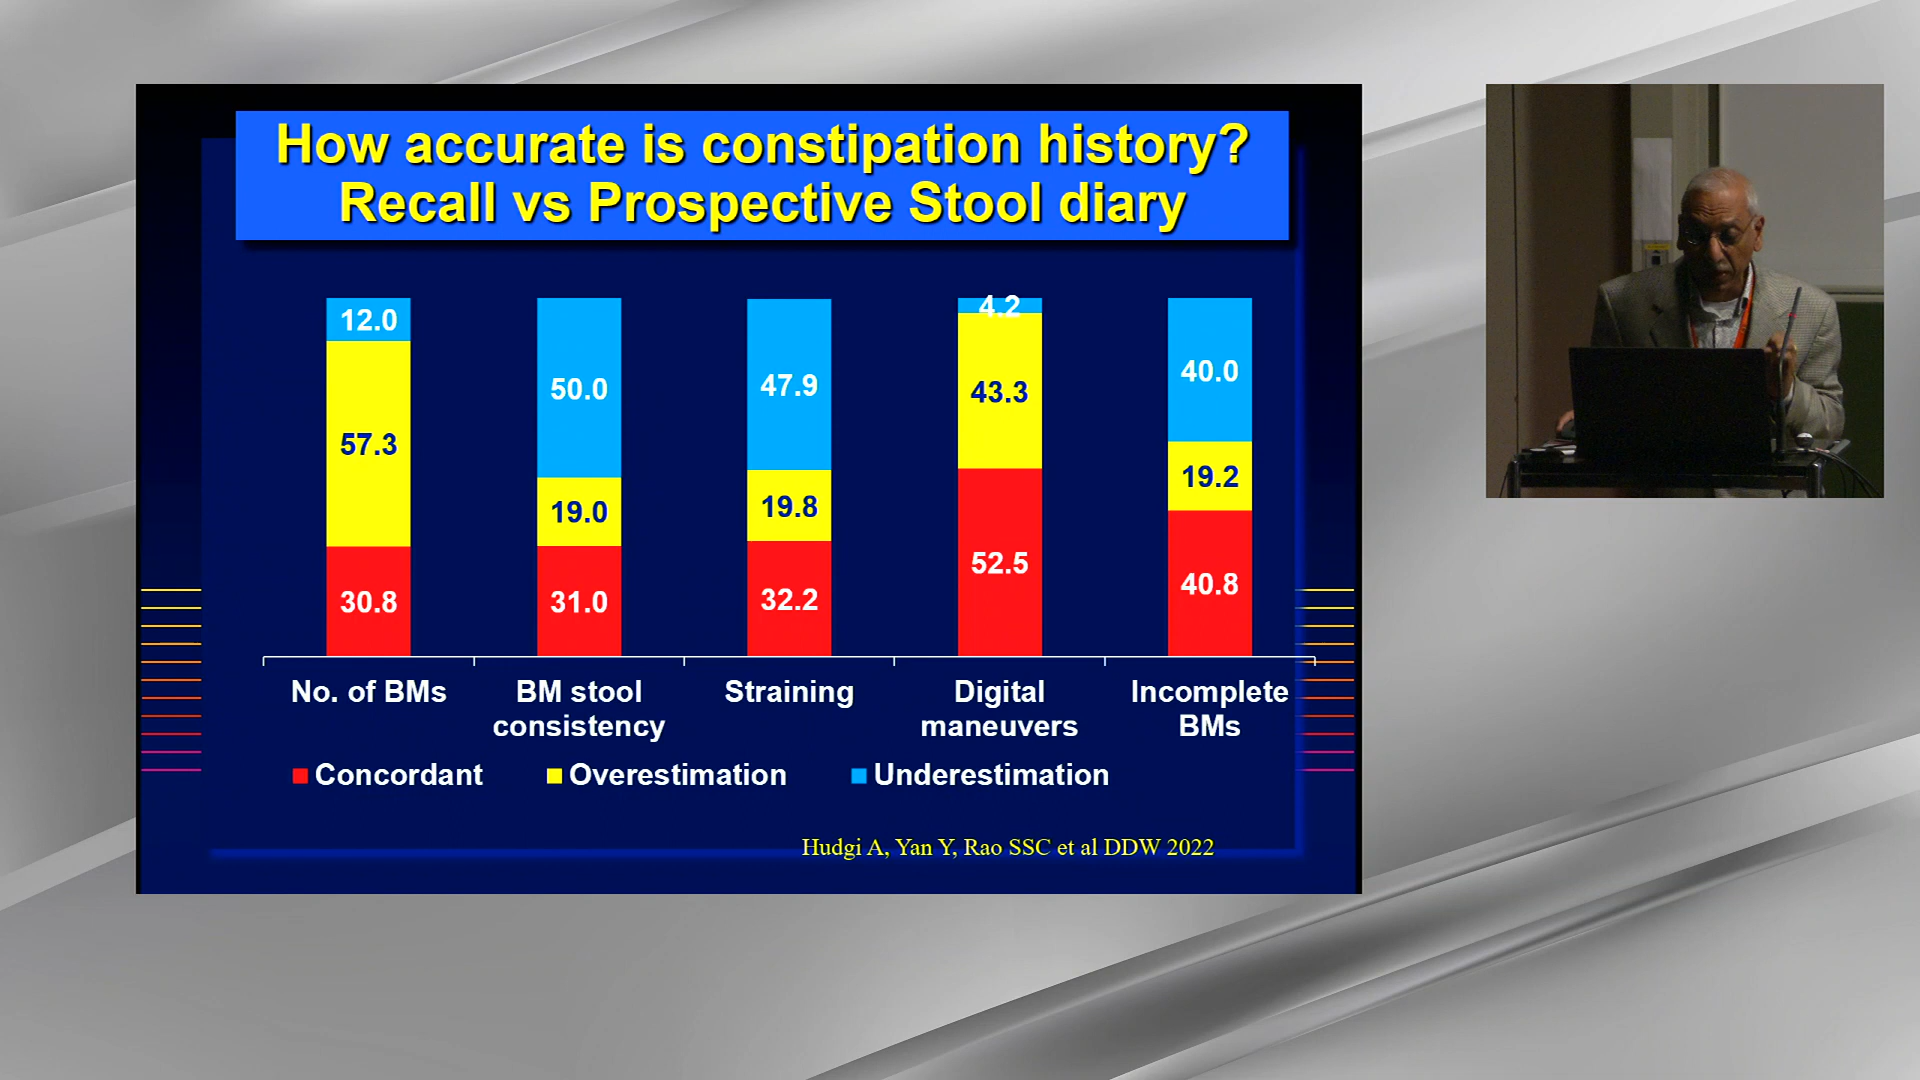 How accurate is constipation history?
Recall vs Prospective Stool diary
12.0
57.3
30.8
50.0
19.0
31.0
47.9
19.8
32.2
4.2
43.3
52.5
40.0
19.2
40.8
No. of BMs
BM stool
consistency
Straining
Digital
maneuvers
Incomplete
BMs
Concordant
Overestimation
Underestimation
Hudgi A, Yan Y, Rao SSC et al DDW 2022